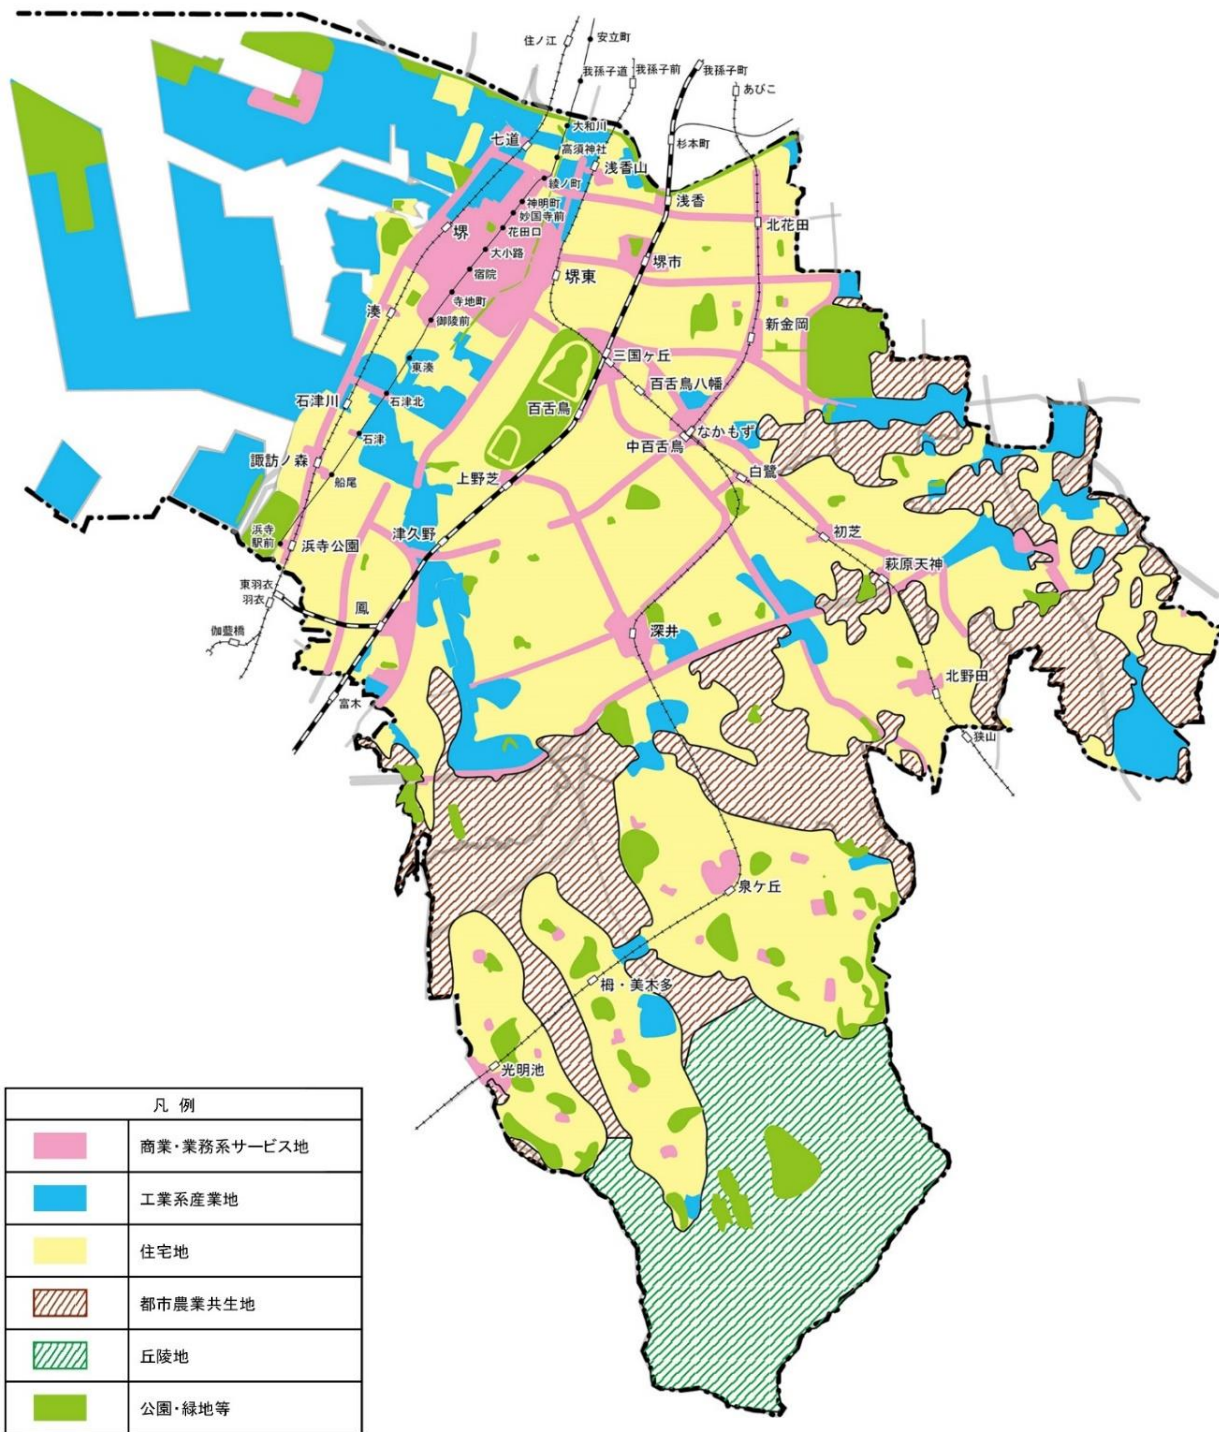 住ノ江
安立町
我孫子道
我孫子前
我孫子町
あびこ
大和川
七道
高須神社
杉本町
浅香山
綾ノ町
神明町
浅香
妙国寺前
堺
花田口
北花田
大小路
堺市
宿院
堺東
寺地町
湊
御陵前
新金岡
東湊
三国ヶ丘
百舌鳥八幡
石津川
石津北
百舌鳥
なかもず
石津
中百舌鳥
諏訪ノ森
白鷺
船尾
上野芝
浜寺
駅前
浜寺公園
津久野
初芝
萩原天神
東羽衣
羽衣
鳳
伽藍橋
深井
北野田
富木
狭山
泉ケ丘
栂・美木多
光明池
凡 例
商業・業務系サービス地
工業系産業地
住宅地
都市農業共生地
丘陵地
公園・緑地等